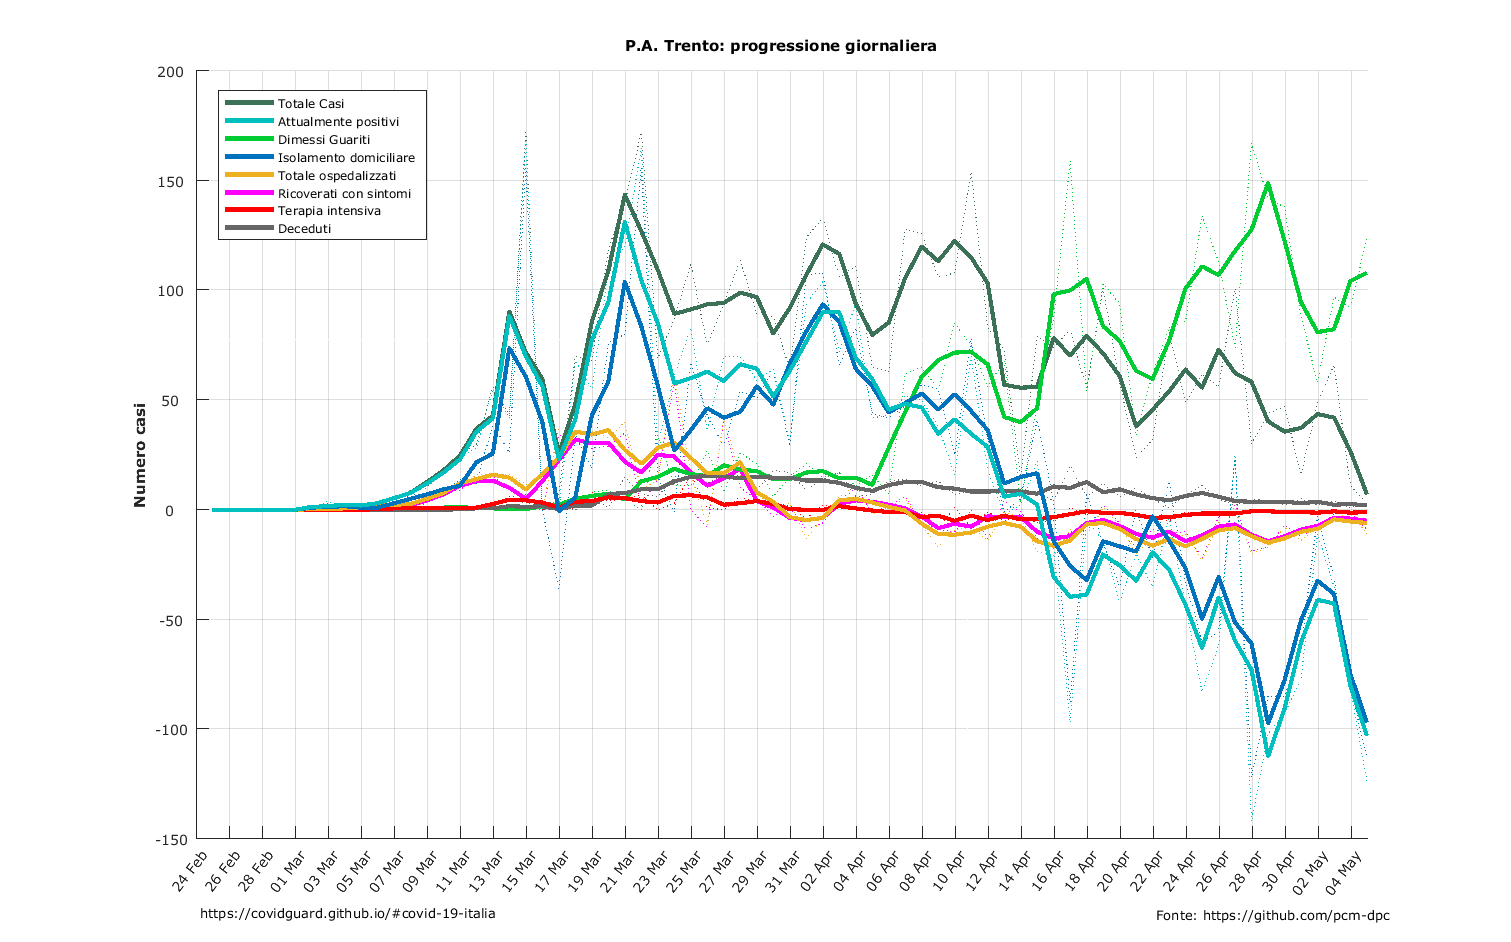 P.A. Trento: progressione giornaliera
200
150
100
50
0
-50
-100
-150
Numero casi
Totale Casi
Attualmente positivi
Dimessi Guariti
Isolamento domiciliare
Totale ospedalizzati
Ricoverati con sintomi
Terapia intensiva
Deceduti
24 Feb
26 Feb
28 Feb
01 Mar
03 Mar
05 Mar
07 Mar
09 Mar
11 Mar
13 Mar
15 Mar
17 Mar
19 Mar
21 Mar
23 Mar
25 Mar
27 Mar
29 Mar
31 Mar
02 Apr
04 Apr
06 Apr
08 Apr
10 Apr
12 Apr
14 Apr
16 Apr
18 Apr
20 Apr
22 Apr
24 Apr
26 Apr
28 Apr
30 Apr
02 May
04 May
https://covidguard.github.io/#covid-19-italia
Fonte: https://github.com/pcm-dpc